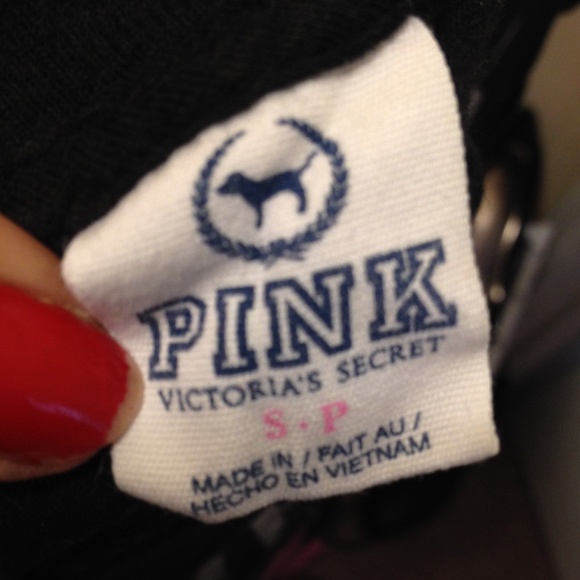 PINK
VICTORIA'S SECRET
S·P
MADE IN / FAIT AU /
HECHO EN VIETNAM